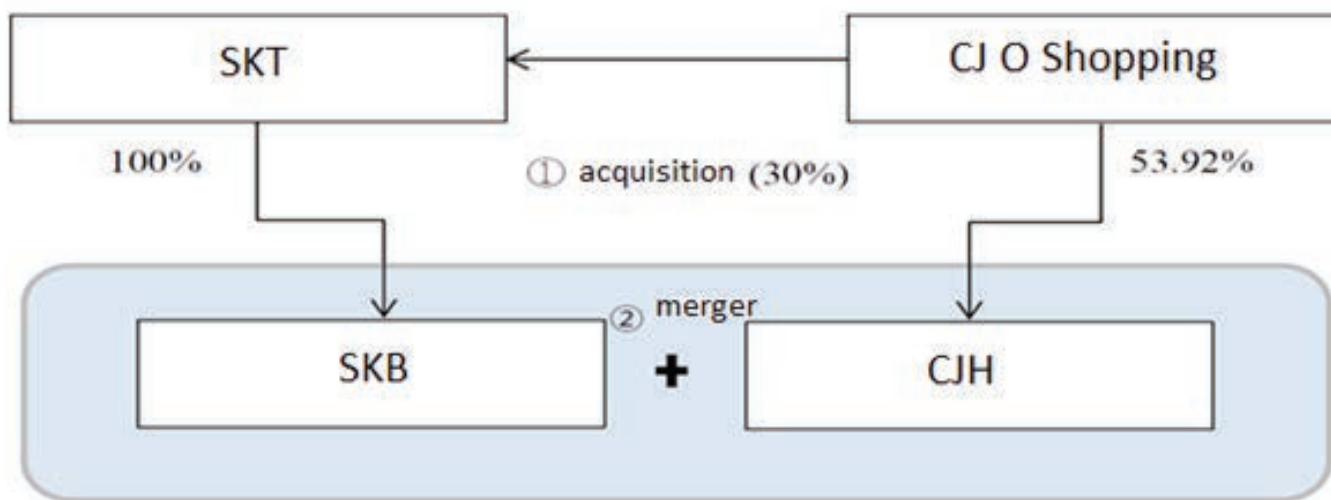 SKT
CJ O Shopping
100%
① acquisition (30%)
53.92%
② merger
SKB
+
CJH